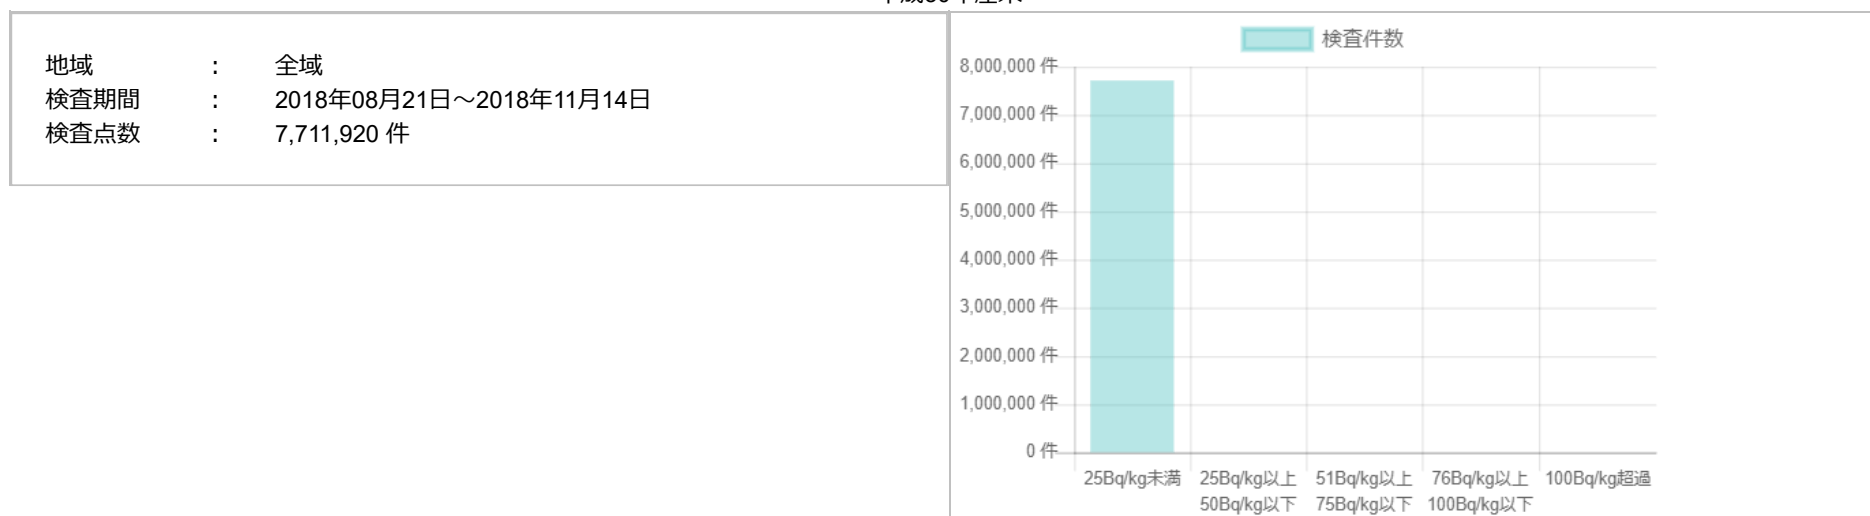 地域 : 全域
検査期間 : 2018年08月21日～2018年11月14日
検査点数 : 7,711,920 件
検査件数
8,000,000 件
7,000,000 件
6,000,000 件
5,000,000 件
4,000,000 件
3,000,000 件
2,000,000 件
1,000,000 件
0 件
25Bq/kg未満 25Bq/kg以上 51Bq/kg以上 76Bq/kg以上 100Bq/kg超過
50Bq/kg以下 75Bq/kg以下 100Bq/kg以下